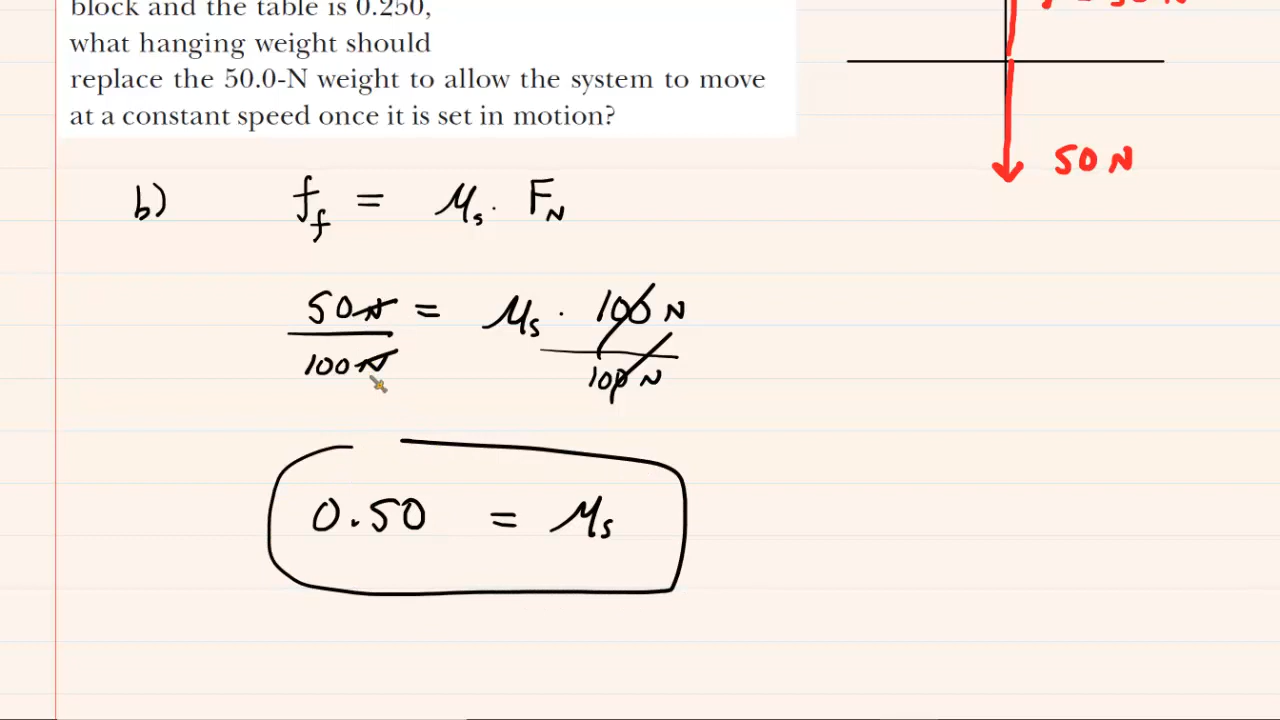 block and the table is 0.250,
what hanging weight should
replace the 50.0-N weight to allow the system to move
at a constant speed once it is set in motion?
50 N
b) f_f = μ_s · F_N
50 N = μ_s · 100 N
100 N 100 N
0.50 = μ_s